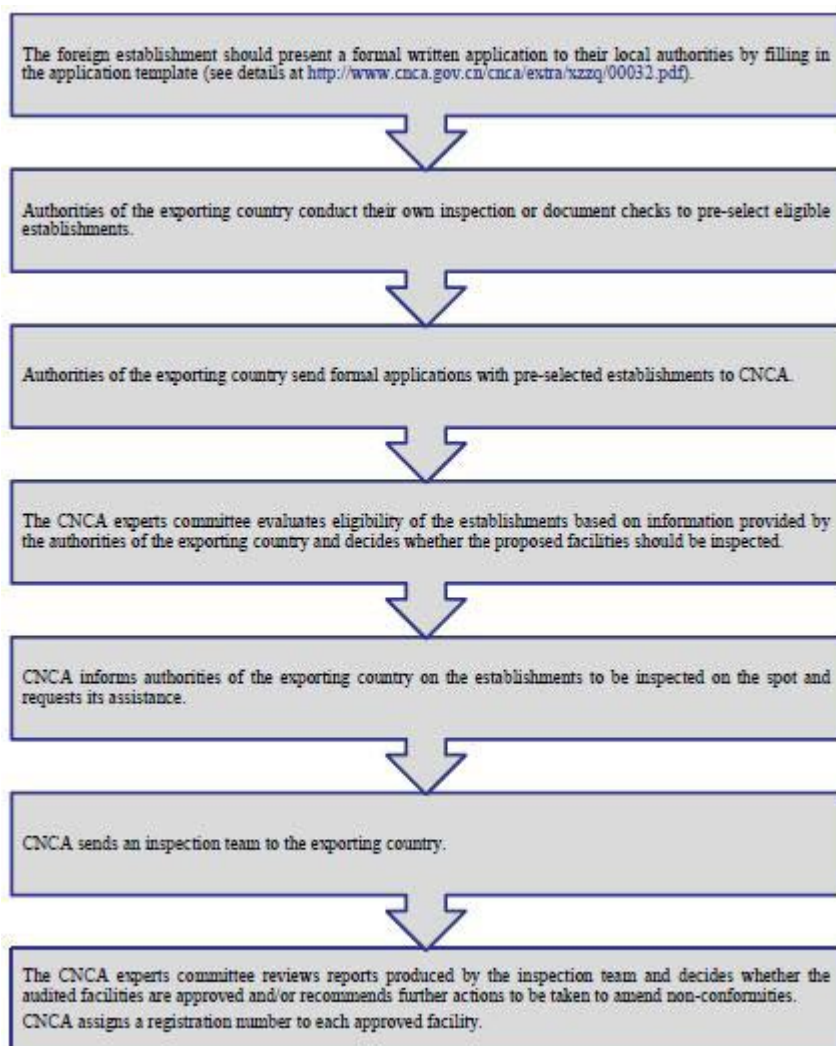 The foreign establishment should present a formal written application to their local authorities by filling in
the application template (see details at http://www.cnca.gov.cn/cnca/extra/xzzq/00032.pdf).
Authorities of the exporting country conduct their own inspection or document checks to pre-select eligible
establishments.
Authorities of the exporting country send formal applications with pre-selected establishments to CNCA.
The CNCA experts committee evaluates eligibility of the establishments based on information provided by
the authorities of the exporting country and decides whether the proposed facilities should be inspected.
CNCA informs authorities of the exporting country on the establishments to be inspected on the spot and
requests its assistance.
CNCA sends an inspection team to the exporting country.
The CNCA experts committee reviews reports produced by the inspection team and decides whether the
audited facilities are approved and/or recommends further actions to be taken to amend non-conformities.
CNCA assigns a registration number to each approved facility.